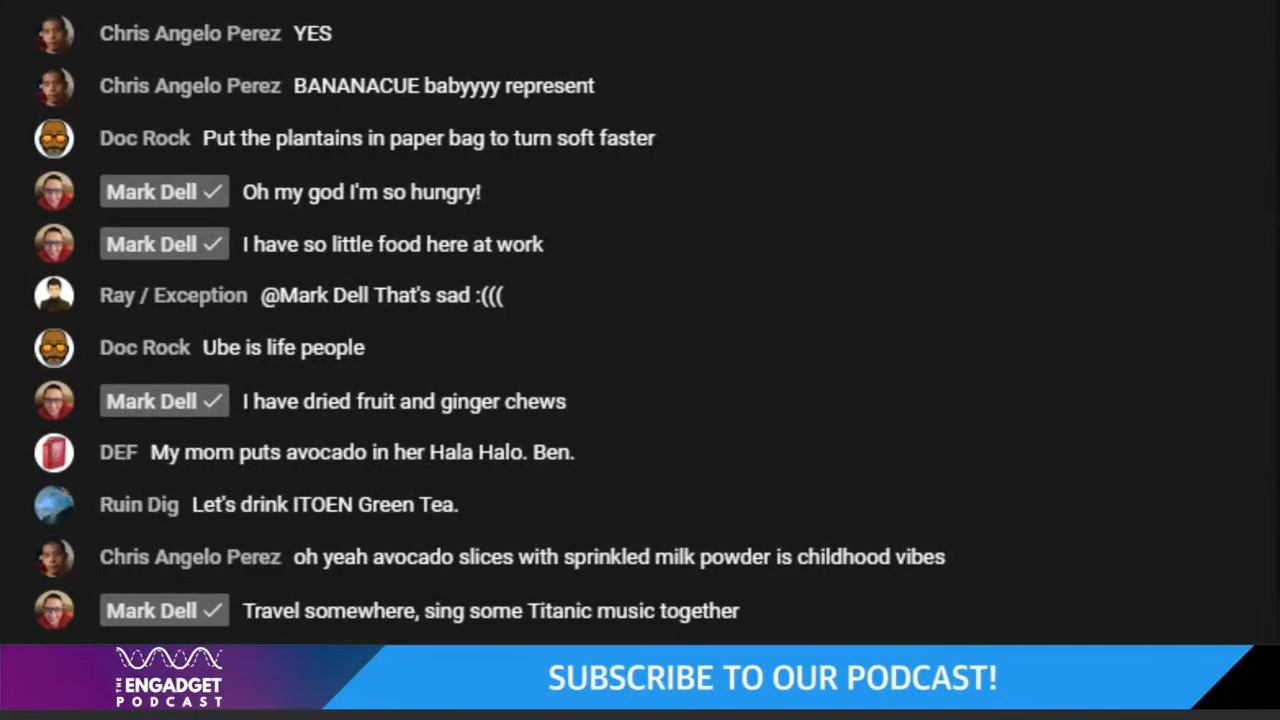 Chris Angelo Perez YES
Chris Angelo Perez BANANACUE babyyyy represent
Doc Rock Put the plantains in paper bag to turn soft faster
Mark Dell ✓ Oh my god I'm so hungry!
Mark Dell ✓ I have so little food here at work
Ray / Exception @Mark Dell That's sad :(((
Doc Rock Ube is life people
Mark Dell ✓ I have dried fruit and ginger chews
DEF My mom puts avocado in her Hala Halo. Ben.
Ruin Dig Let's drink ITOEN Green Tea.
Chris Angelo Perez oh yeah avocado slices with sprinkled milk powder is childhood vibes
Mark Dell ✓ Travel somewhere, sing some Titanic music together
THE ENGADGET
PODCAST
SUBSCRIBE TO OUR PODCAST!